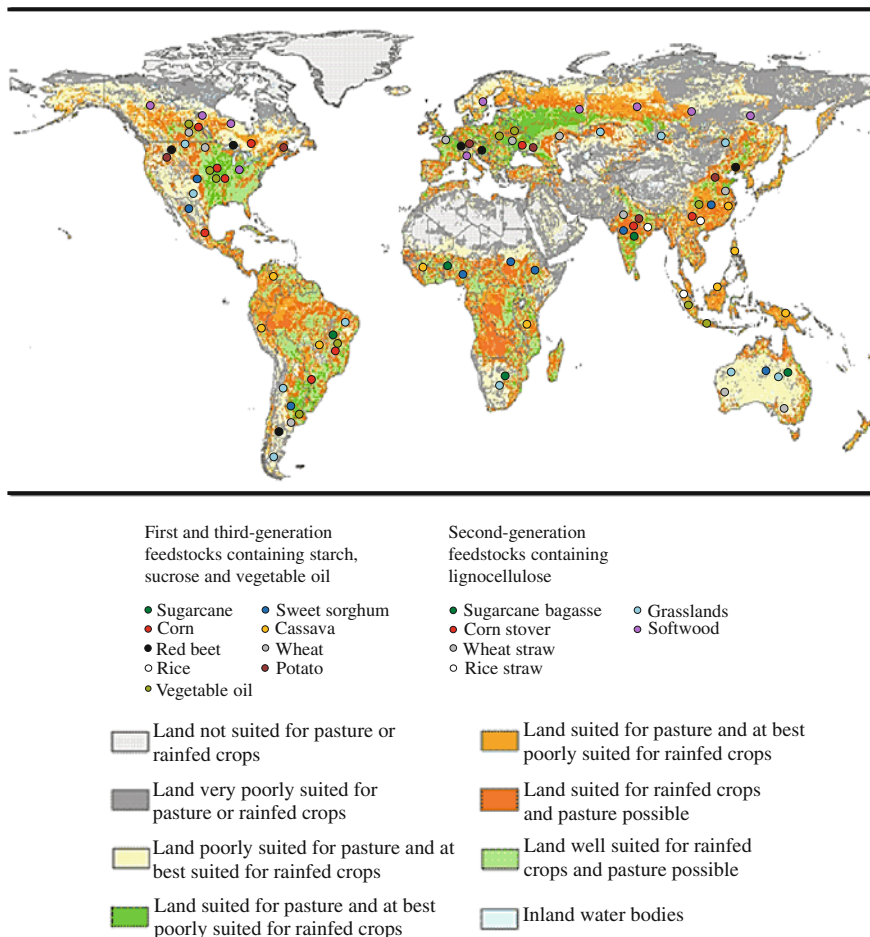 First and third-generation
feedstocks containing starch,
sucrose and vegetable oil
Sugarcane
Sweet sorghum
Corn
Cassava
Red beet
Wheat
Rice
Potato
Vegetable oil
Second-generation
feedstocks containing
lignocellulose
Sugarcane bagasse
Grasslands
Corn stover
Softwood
Wheat straw
Rice straw
Land not suited for pasture or
rainfed crops
Land very poorly suited for
pasture or rainfed crops
Land poorly suited for pasture and at
best suited for rainfed crops
Land suited for pasture and at best
poorly suited for rainfed crops
Land suited for pasture and at best
poorly suited for rainfed crops
Land suited for rainfed crops
and pasture possible
Land well suited for rainfed
crops and pasture possible
Inland water bodies